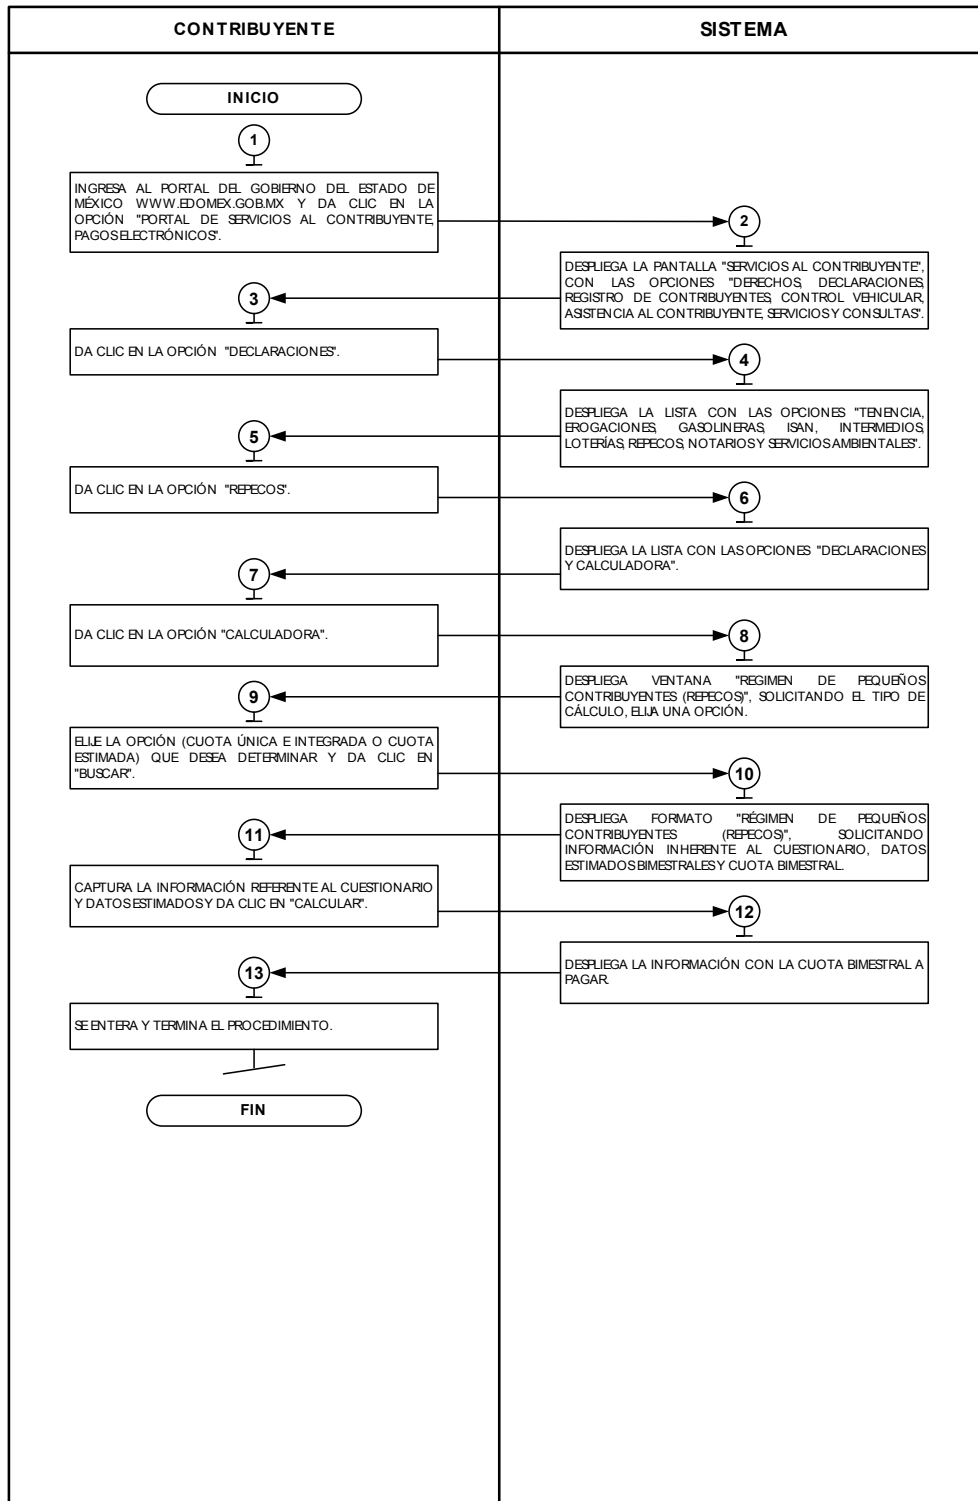 CONTRIBUYENTE
SISTEMA
INICIO
1
INGRESA AL PORTAL DEL GOBIERNO DEL ESTADO DE
MÉXICO WWW.EDOMEX.GOB.MX Y DA CLIC EN LA
OPCIÓN "PORTAL DE SERVICIOS AL CONTRIBUYENTE,
PAGOS ELECTRÓNICOS".
2
DESPLIEGA LA PANTALLA "SERVICIOS AL CONTRIBUYENTE",
CON LAS OPCIONES "DERECHOS, DECLARACIONES,
REGISTRO DE CONTRIBUYENTES, CONTROL VEHICULAR,
ASISTENCIA AL CONTRIBUYENTE, SERVICIOS Y CONSULTAS".
3
DA CLIC EN LA OPCIÓN "DECLARACIONES".
4
DESPLIEGA LA LISTA CON LAS OPCIONES "TENENCIA,
EROGACIONES, GASOLINERAS, ISAN, INTERMEDIOS,
LOTERÍAS, REPECOS, NOTARIOS Y SERVICIOS AMBIENTALES".
5
DA CLIC EN LA OPCIÓN "REPECOS".
6
DESPLIEGA LA LISTA CON LAS OPCIONES "DECLARACIONES
Y CALCULADORA".
7
DA CLIC EN LA OPCIÓN "CALCULADORA".
8
DESPLIEGA VENTANA "REGIMEN DE PEQUEÑOS
CONTRIBUYENTES (REPECOS)", SOLICITANDO EL TIPO DE
CÁLCULO, ELIJA UNA OPCIÓN.
9
ELIJE LA OPCIÓN (CUOTA ÚNICA E INTEGRADA O CUOTA
ESTIMADA) QUE DESEA DETERMINAR Y DA CLIC EN
"BUSCAR".
10
DESPLIEGA FORMATO "RÉGIMEN DE PEQUEÑOS
CONTRIBUYENTES (REPECOS)", SOLICITANDO
INFORMACIÓN INHERENTE AL CUESTIONARIO, DATOS
ESTIMADOS BIMESTRALES Y CUOTA BIMESTRAL.
11
CAPTURA LA INFORMACIÓN REFERENTE AL CUESTIONARIO
Y DATOS ESTIMADOS Y DA CLIC EN "CALCULAR".
12
DESPLIEGA LA INFORMACIÓN CON LA CUOTA BIMESTRAL A
PAGAR.
13
SE ENTERA Y TERMINA EL PROCEDIMIENTO.
FIN